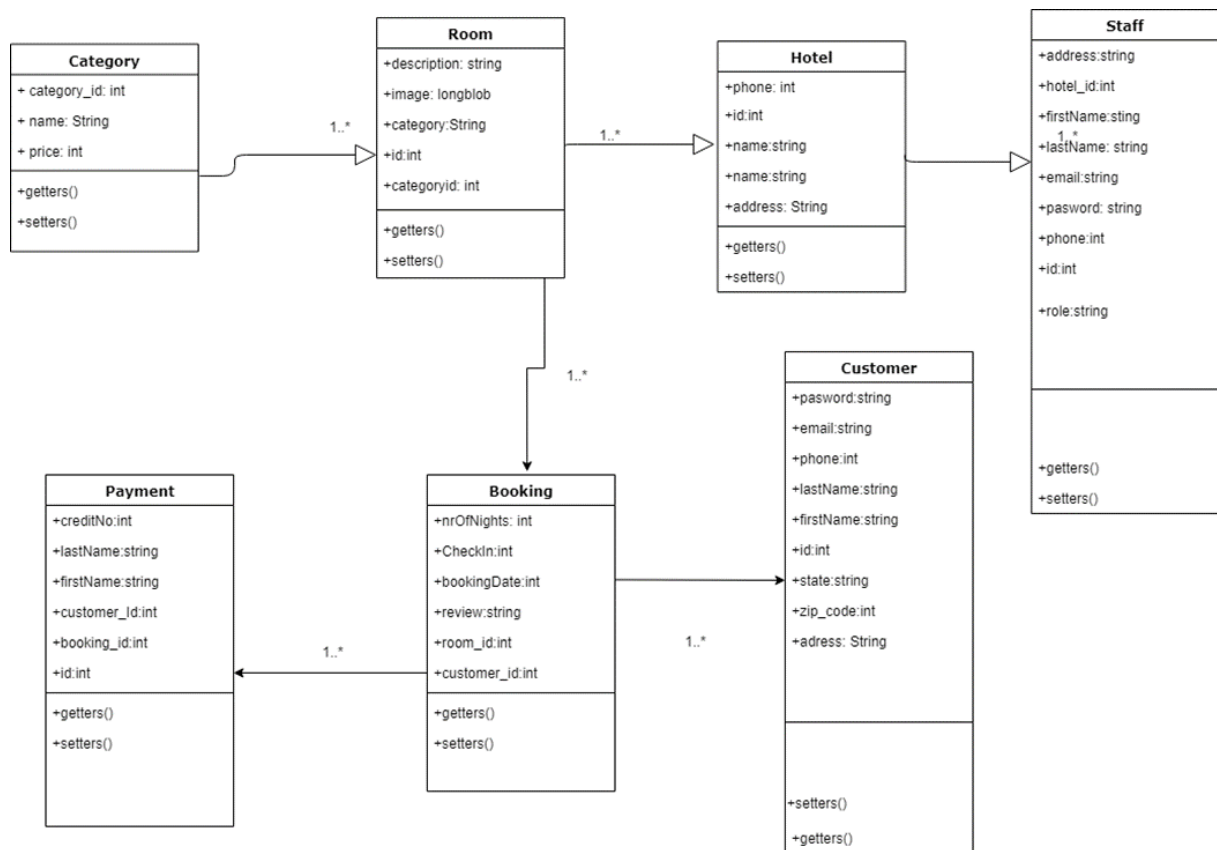 Category
+ category_id: int
+ name: String
+ price: int
+getters()
+setters()
1..*
Room
+description: string
+image: longblob
+category:String
+id:int
+categoryid: int
+getters()
+setters()
1..*
Hotel
+phone: int
+id:int
+name:string
+name:string
+address: String
+getters()
+setters()
Staff
+address:string
+hotel_id:int
+firstName:sting
1..*
+lastName: string
+email:string
+pasword: string
+phone:int
+id:int
+role:string
+getters()
+setters()
1..*
Payment
+creditNo:int
+lastName:string
+firstName:string
+customer_Id:int
+booking_id:int
+id:int
+getters()
+setters()
1..*
Booking
+nrOfNights: int
+CheckIn:int
+bookingDate:int
+review:string
+room_id:int
+customer_id:int
+getters()
+setters()
1..*
Customer
+pasword:string
+email:string
+phone:int
+lastName:string
+firstName:string
+id:int
+state:string
+zip_code:int
+adress: String
+setters()
+getters()